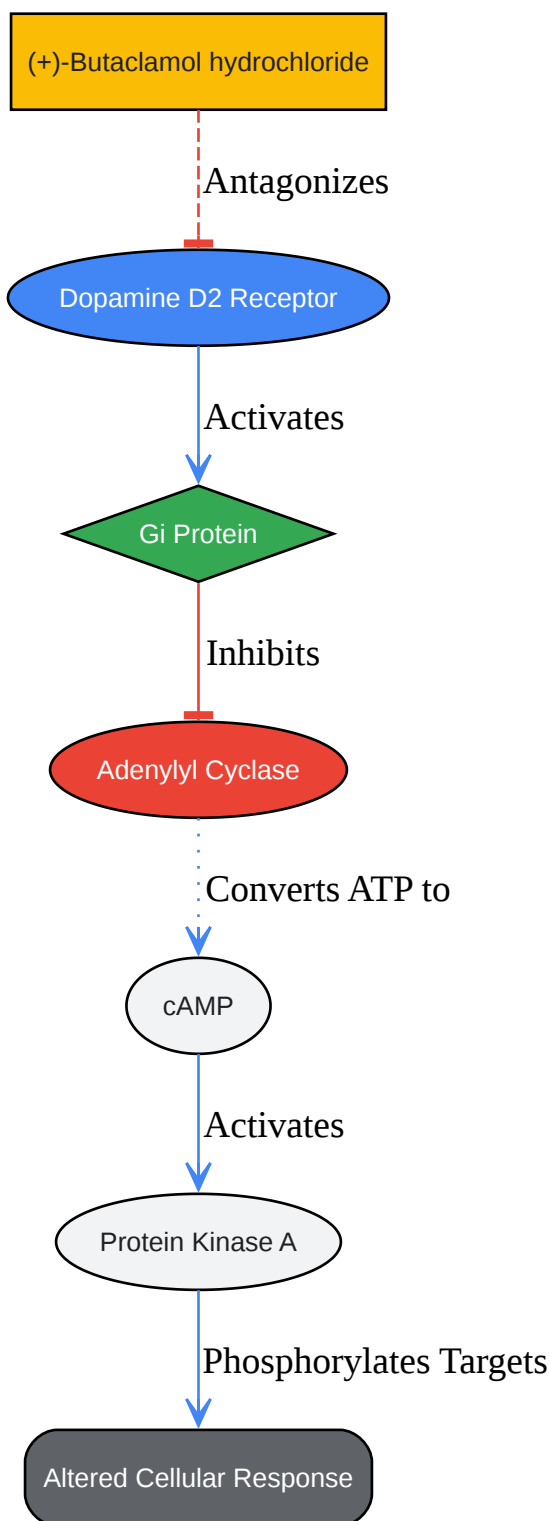 (+)-Butaclamol hydrochloride
Antagonizes
Dopamine D2 Receptor
Activates
Gi Protein
Inhibits
Adenylyl Cyclase
Converts ATP to
cAMP
Activates
Protein Kinase A
Phosphorylates Targets
Altered Cellular Response